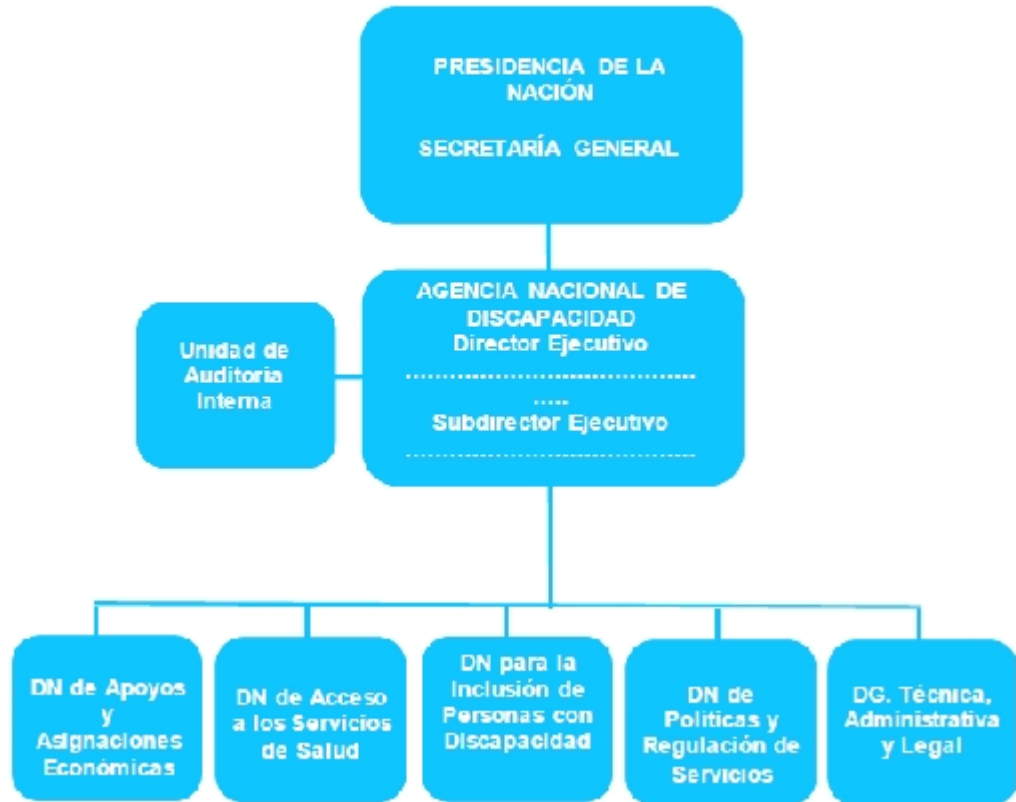 PRESIDENCIA DE LA
NACIÓN
SECRETARÍA GENERAL
AGENCIA NACIONAL DE
DISCAPACIDAD
Director Ejecutivo
........................................
.....
Subdirector Ejecutivo
........................................
Unidad de
Auditoria
Interna
DN de Apoyos
y
Asignaciones
Económicas
DN de Acceso
a los Servicios
de Salud
DN para la
Inclusión de
Personas con
Discapacidad
DN de
Políticas y
Regulación de
Servicios
DG. Técnica,
Administrativa
y Legal